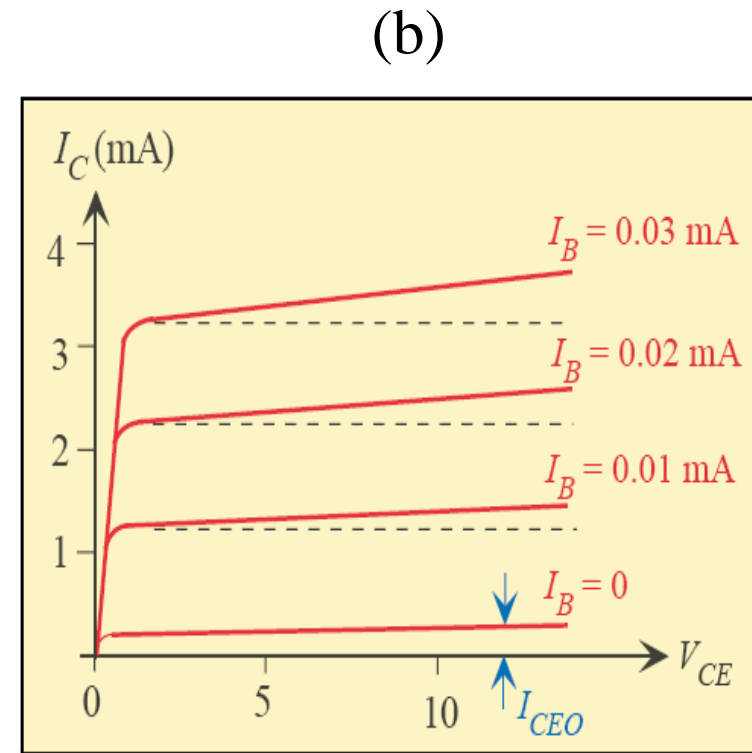 (b)
I_C (mA)
4
I_B = 0.03 mA
3
I_B = 0.02 mA
2
I_B = 0.01 mA
1
I_B = 0
V_CE
0
5
10
I_CEO